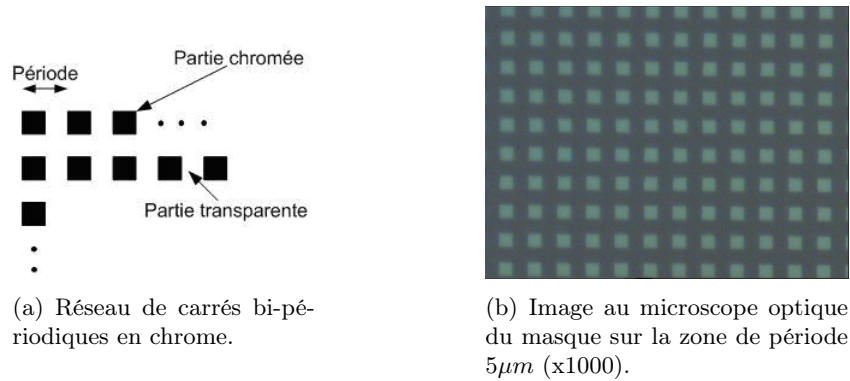 Partie chromée
Période
Partie transparente
(a) Réseau de carrés bi-pé-
riodiques en chrome.
(b) Image au microscope optique
du masque sur la zone de période
5μm (x1000).